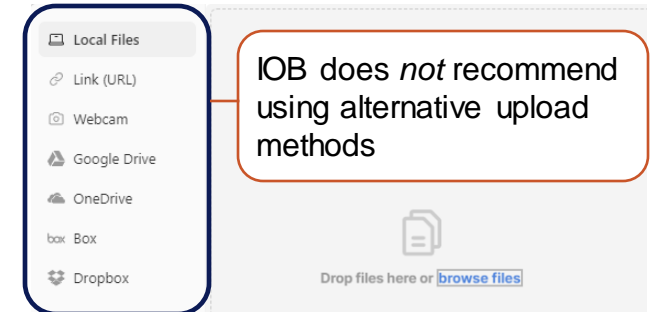 Local Files
Link (URL)
Webcam
Google Drive
OneDrive
box Box
Dropbox
IOB does not recommend
using alternative upload
methods
Drop files here or browse files